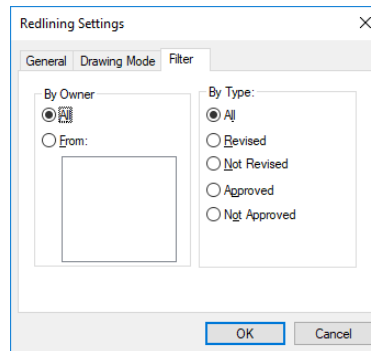 Redlining Settings
General Drawing Mode Filter
By Owner
All
From:
By Type:
All
Revised
Not Revised
Approved
Not Approved
OK Cancel